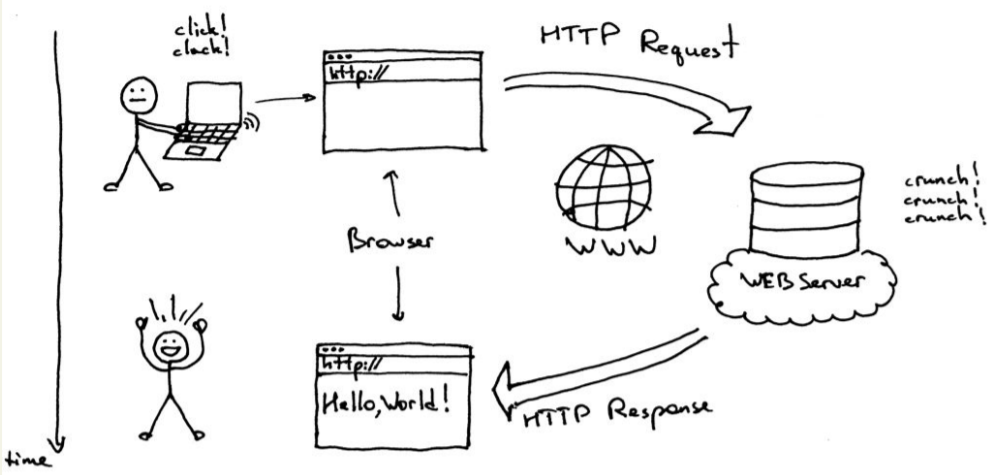 click!
clack!
http://
HTTP Request
crunch!
crunch!
crunch!
Browser
WWW
WEB Server
http://
Hello, World!
HTTP Response
time